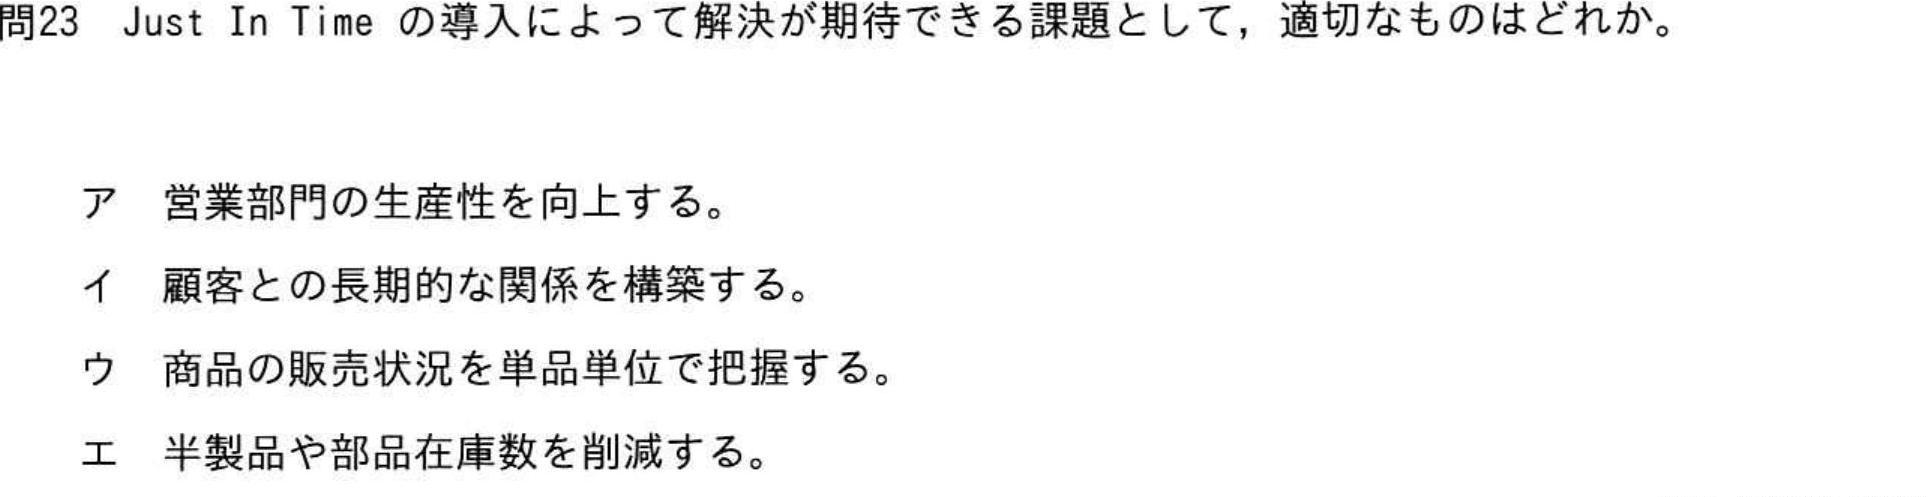 問23 Just In Time の導入によって解決が期待できる課題として，適切なものはどれか。
ア 営業部門の生産性を向上する。
イ 顧客との長期的な関係を構築する。
ウ 商品の販売状況を単品単位で把握する。
エ 半製品や部品在庫数を削減する。